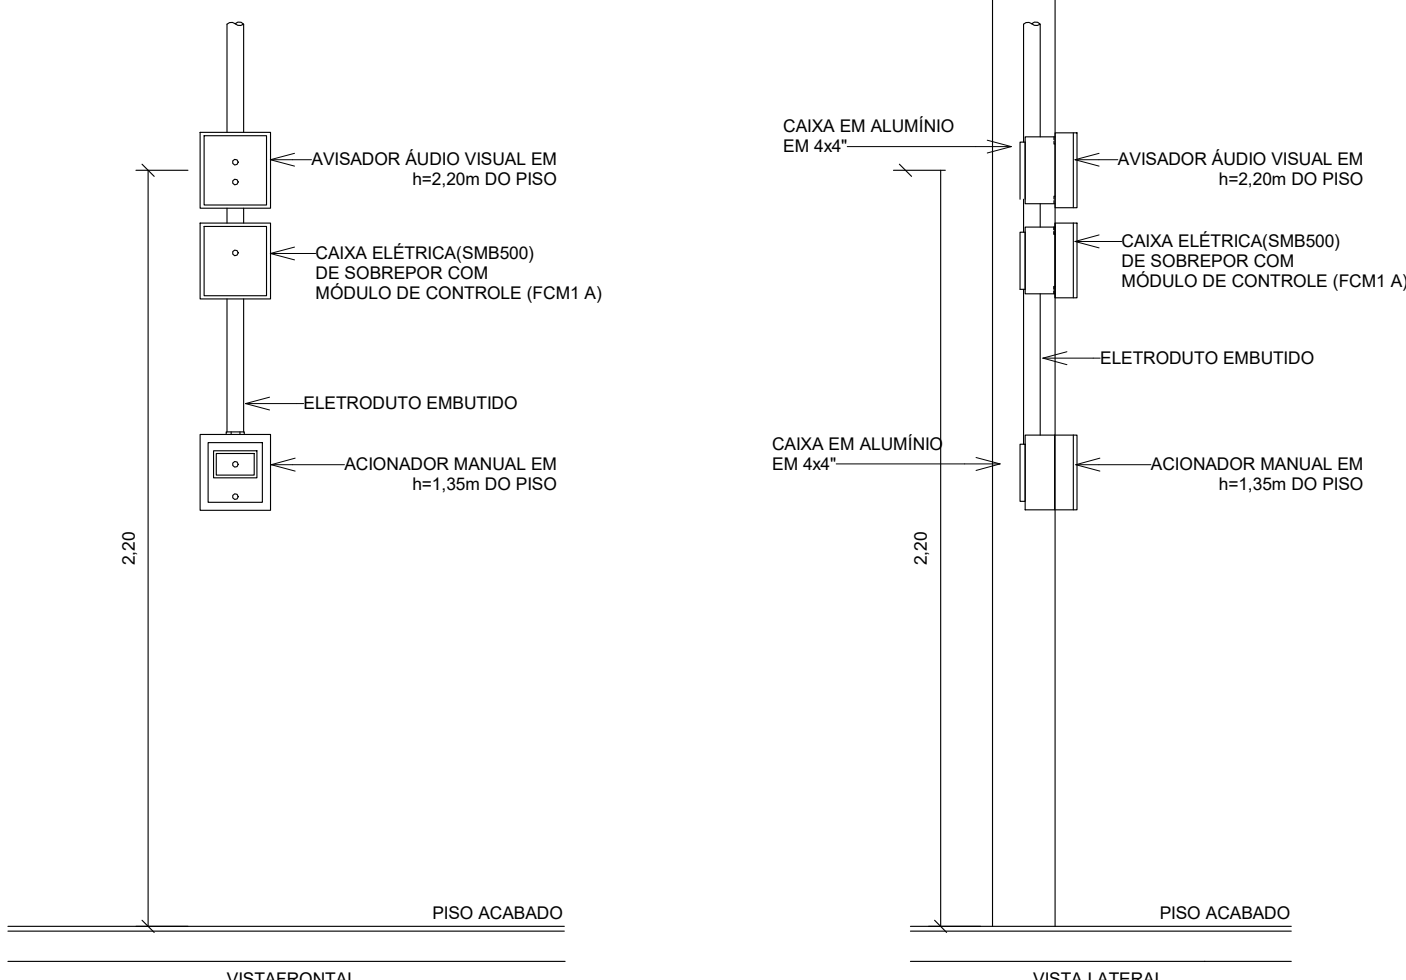 AVISADOR ÁUDIO VISUAL EM
h=2,20m DO PISO
CAIXA ELÉTRICA(SMB500)
DE SOBREPOR COM
MÓDULO DE CONTROLE (FCM1 A)
ELETRODUTO EMBUTIDO
ACIONADOR MANUAL EM
h=1,35m DO PISO
2,20
PISO ACABADO
VISTAFRONTAL
CAIXA EM ALUMÍNIO
EM 4x4"
AVISADOR ÁUDIO VISUAL EM
h=2,20m DO PISO
CAIXA ELÉTRICA(SMB500)
DE SOBREPOR COM
MÓDULO DE CONTROLE (FCM1 A)
ELETRODUTO EMBUTIDO
CAIXA EM ALUMÍNIO
EM 4x4"
ACIONADOR MANUAL EM
h=1,35m DO PISO
2,20
PISO ACABADO
VISTA LATERAL